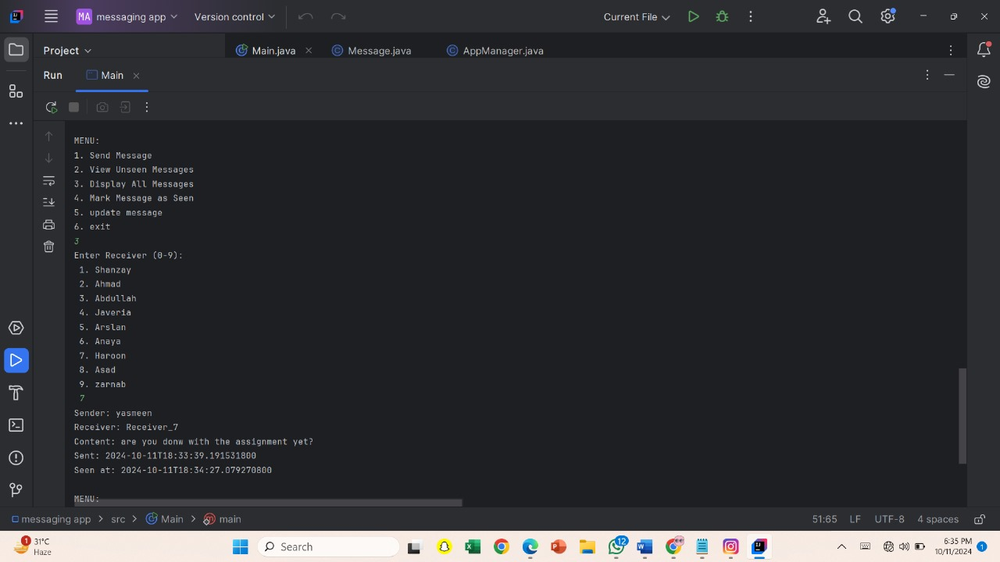 MA messaging app Version control Current File
Project Main.java Message.java AppManager.java
Run Main
MENU:
1. Send Message
2. View Unseen Messages
3. Display All Messages
4. Mark Message as Seen
5. update message
6. exit
3
Enter Receiver (0-9):
1. Shanzay
2. Ahmad
3. Abdullah
4. Javeria
5. Arslan
6. Anaya
7. Haroon
8. Asad
9. zarnab
7
Sender: yasmeen
Receiver: Receiver_7
Content: are you donw with the assignment yet?
Sent: 2024-10-11T18:33:39.191531800
Seen at: 2024-10-11T18:34:27.079270800
MENU:
messaging app > src > Main > main 51:65 LF UTF-8 4 spaces
1 31°C Search 12 6:35 PM
Haze 10/11/2024 1